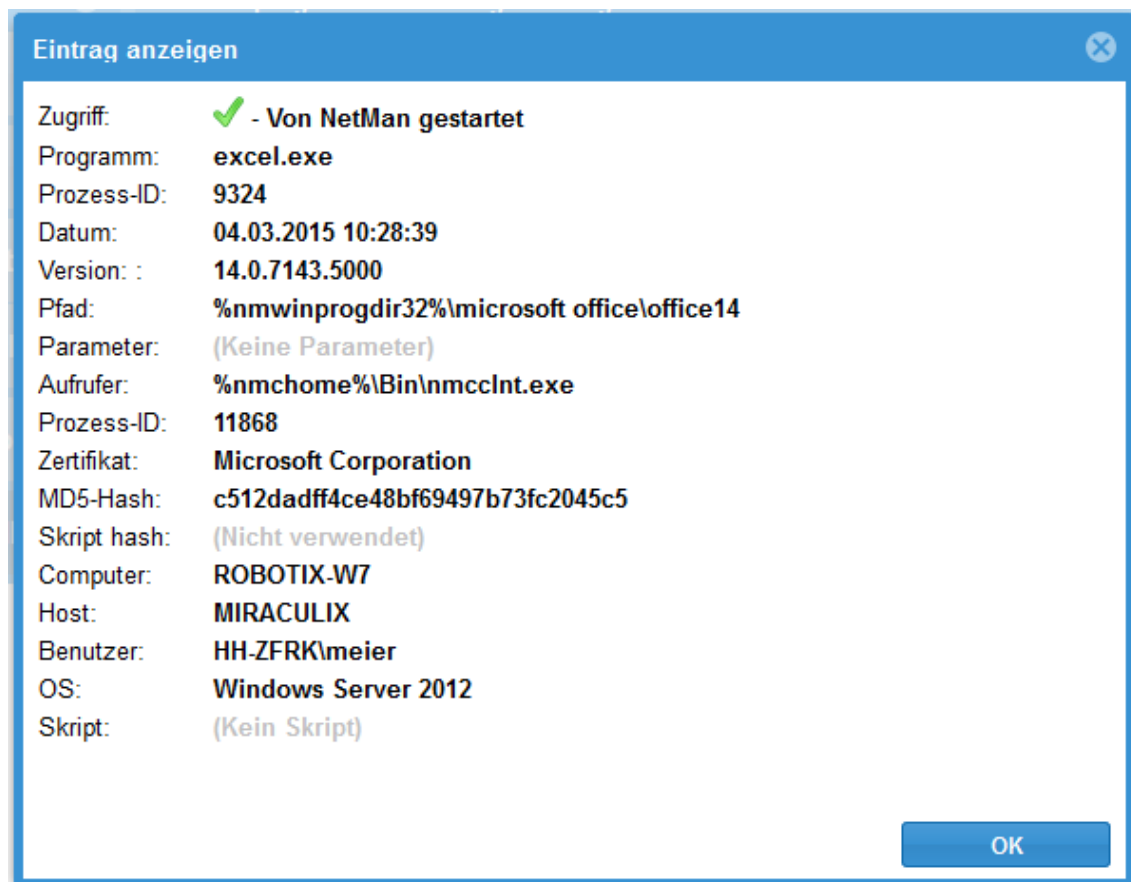 Eintrag anzeigen
Zugriff: - Von NetMan gestartet
Programm: excel.exe
Prozess-ID: 9324
Datum: 04.03.2015 10:28:39
Version: : 14.0.7143.5000
Pfad: %nmwinprogdir32%\microsoft office\office14
Parameter: (Keine Parameter)
Aufrufer: %nmchome%\Bin\nmcclnt.exe
Prozess-ID: 11868
Zertifikat: Microsoft Corporation
MD5-Hash: c512dadff4ce48bf69497b73fc2045c5
Skript hash: (Nicht verwendet)
Computer: ROBOTIX-W7
Host: MIRACULIX
Benutzer: HH-ZFRK\meier
OS: Windows Server 2012
Skript: (Kein Skript)
OK